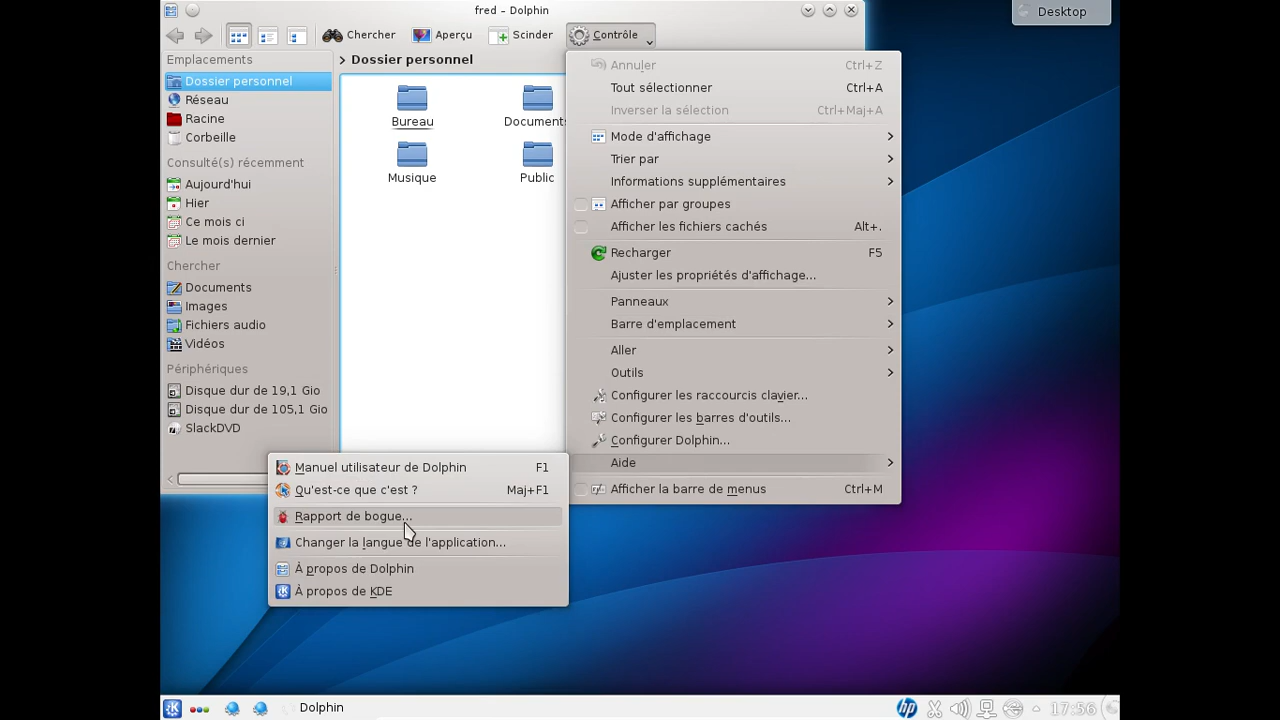 fred – Dolphin
Desktop
Chercher
Aperçu
Scinder
Contrôle
Emplacements
Dossier personnel
Réseau
Racine
Corbeille
Consulté(s) récemment
Aujourd'hui
Hier
Ce mois ci
Le mois dernier
Chercher
Documents
Images
Fichiers audio
Vidéos
Périphériques
Disque dur de 19,1 Gio
Disque dur de 105,1 Gio
SlackDVD
> Dossier personnel
Bureau
Documents
Musique
Public
Annuler Ctrl+Z
Tout sélectionner Ctrl+A
Inverser la sélection Ctrl+Maj+A
Mode d'affichage
Trier par
Informations supplémentaires
Afficher par groupes
Afficher les fichiers cachés Alt+.
Recharger F5
Ajuster les propriétés d'affichage...
Panneaux
Barre d'emplacement
Aller
Outils
Configurer les raccourcis clavier...
Configurer les barres d'outils...
Configurer Dolphin...
Aide
Afficher la barre de menus Ctrl+M
Manuel utilisateur de Dolphin F1
Qu'est-ce que c'est ? Maj+F1
Rapport de bogue...
Changer la langue de l'application...
À propos de Dolphin
À propos de KDE
Dolphin
hp
17:56